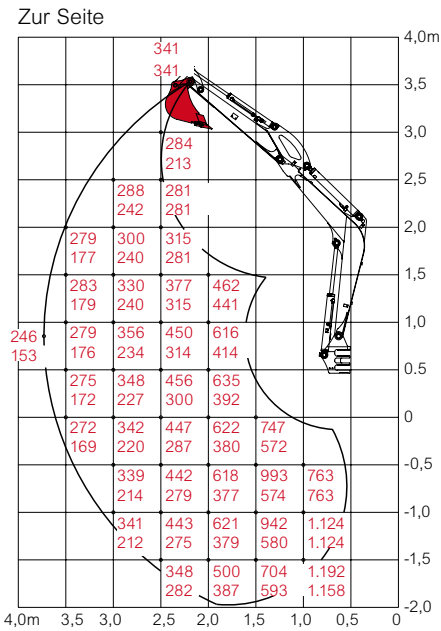 Zur Seite
341 4,0m
341 3,5
3,0
284
213
288 281 2,5
242 281
279 300 315 2,0
177 240 281
283 330 377 462 1,5
179 240 315 441
279 356 450 616 1,0
246
176 234 314 414
153
275 348 456 635 0,5
172 227 300 392
272 342 447 622 747 0
169 220 287 380 572
339 442 618 993 763 -0,5
214 279 377 574 763
341 443 621 942 1.124 -1,0
212 275 379 580 1.124
348 500 704 1.192 -1,5
282 387 593 1.158
-2,0
4,0m 3,5 3,0 2,5 2,0 1,5 1,0 0,5 0